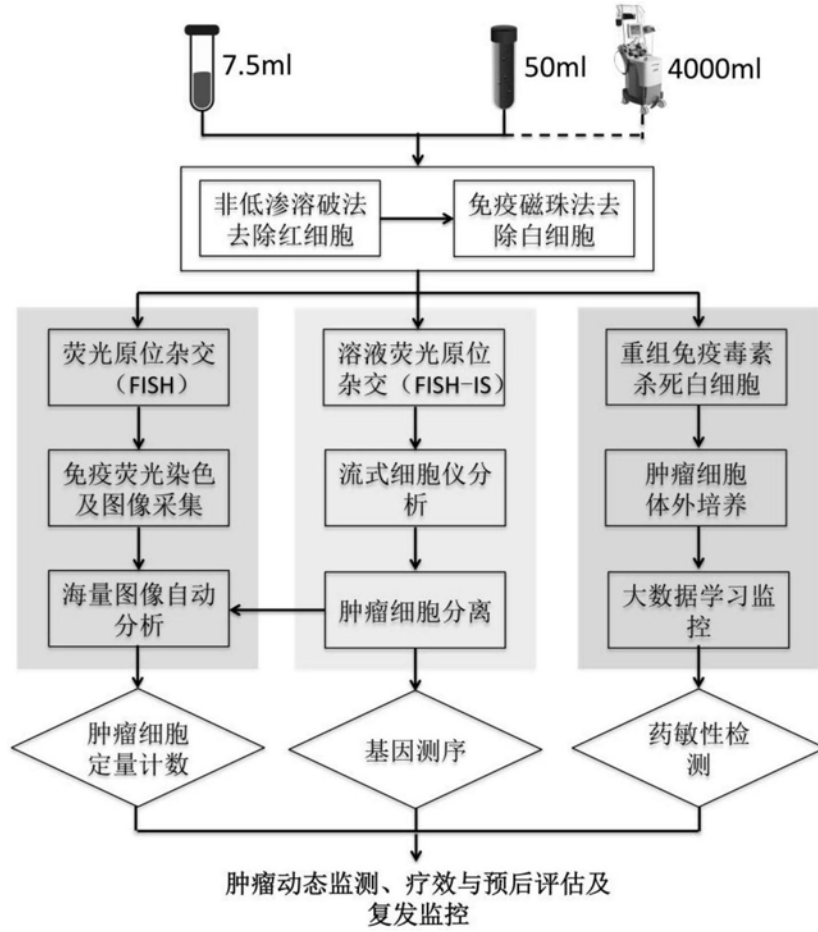 7.5ml
50ml
4000ml
非低渗溶破法
去除红细胞
免疫磁珠法去
除白细胞
荧光原位杂交
（FISH）
溶液荧光原位
杂交（FISH-IS）
重组免疫毒素
杀死白细胞
免疫荧光染色
及图像采集
流式细胞仪分
析
肿瘤细胞
体外培养
海量图像自动
分析
肿瘤细胞分离
大数据学习监
控
肿瘤细胞
定量计数
基因测序
药敏性检
测
肿瘤动态监测、疗效与预后评估及
复发监控